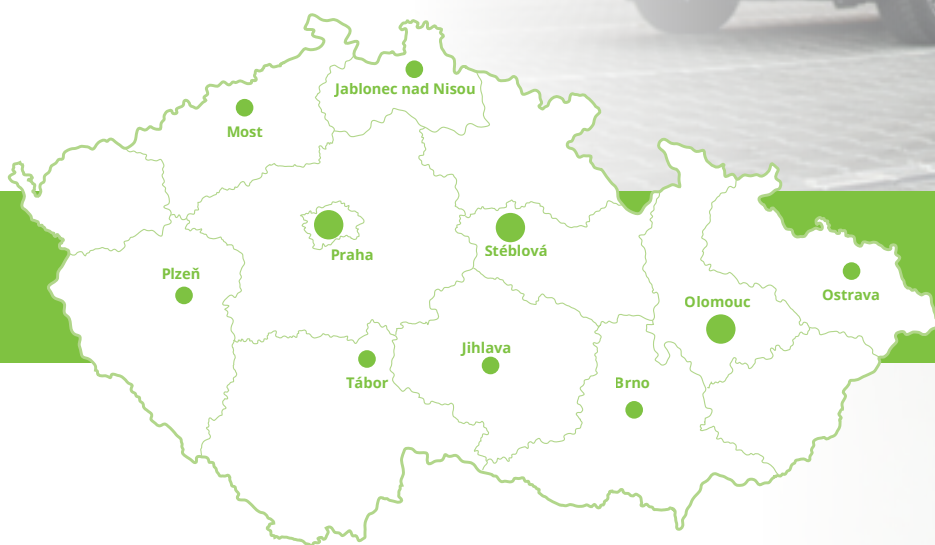 Jablonec nad Nisou
Most
Praha
Stéblová
Plzeň
Ostrava
Olomouc
Jihlava
Tábor
Brno